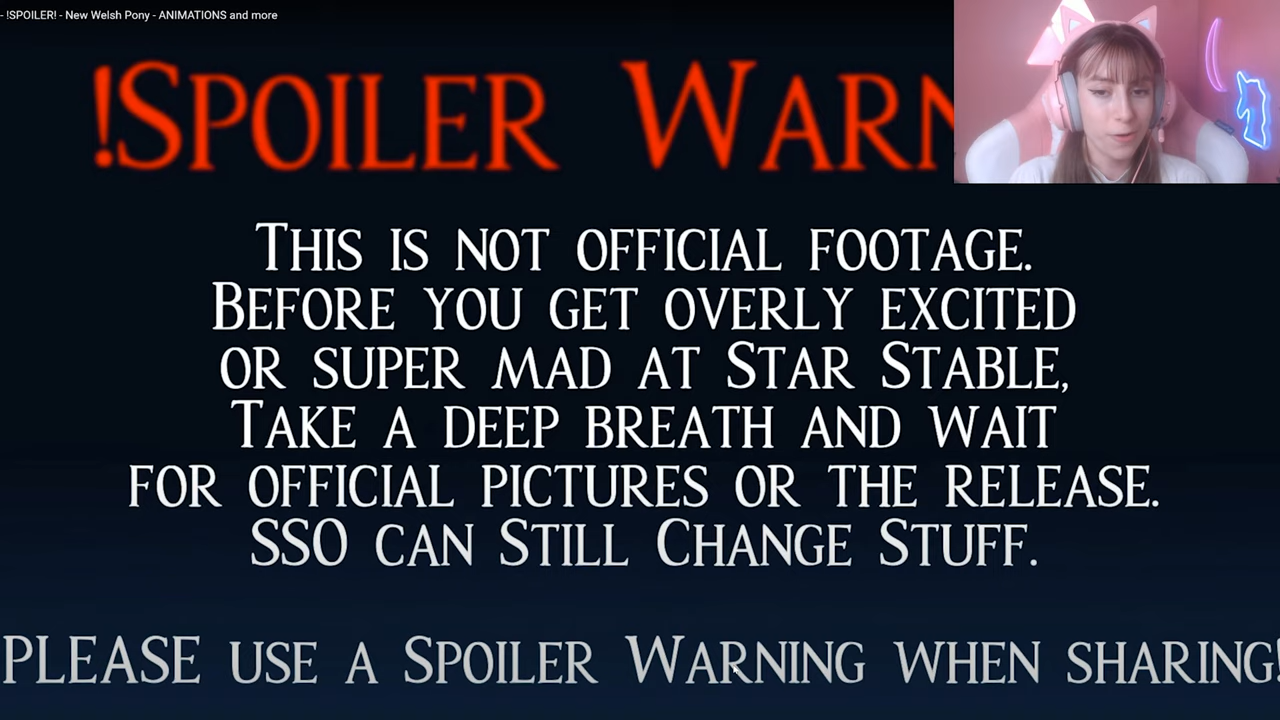 - !SPOILER! - New Welsh Pony - ANIMATIONS and more
!SPOILER WARN
THIS IS NOT OFFICIAL FOOTAGE.
BEFORE YOU GET OVERLY EXCITED
OR SUPER MAD AT STAR STABLE,
TAKE A DEEP BREATH AND WAIT
FOR OFFICIAL PICTURES OR THE RELEASE.
SSO CAN STILL CHANGE STUFF.
PLEASE USE A SPOILER WARNING WHEN SHARING!